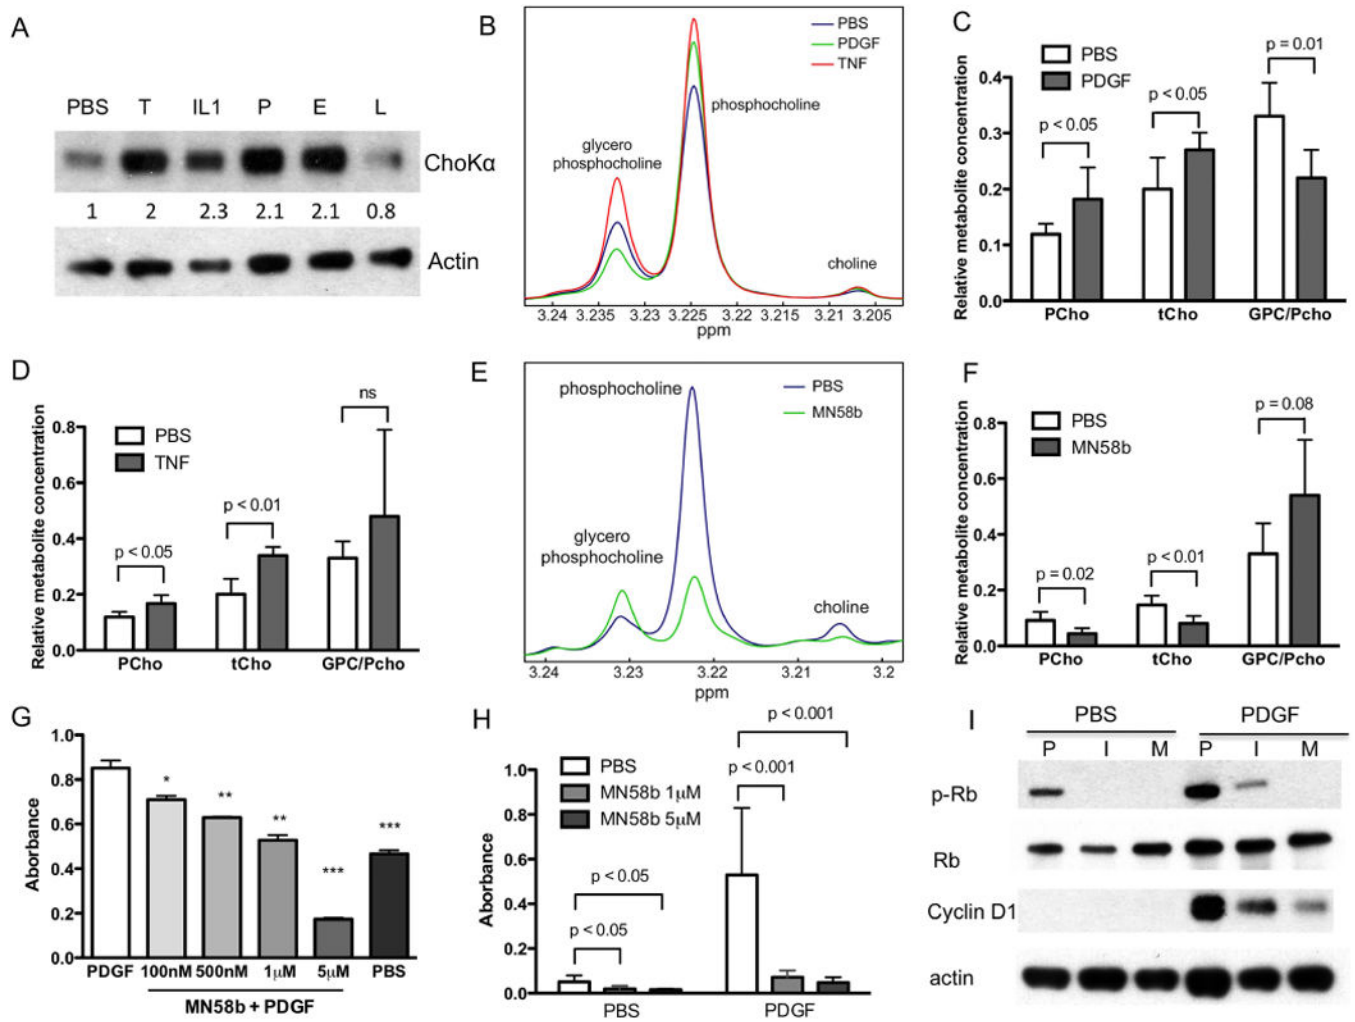 A
PBS T IL1 P E L
ChoKα
1 2 2.3 2.1 2.1 0.8
Actin
B
PBS
PDGF
TNF
phosphocholine
glycero
phosphocholine
choline
3.24 3.235 3.23 3.225 3.22 3.215 3.21 3.205
ppm
C
PBS
PDGF
p = 0.01
p < 0.05
p < 0.05
Relative metabolite concentration
0.4
0.3
0.2
0.1
0.0
PCho tCho GPC/Pcho
D
ns
PBS
TNF
p < 0.01
p < 0.05
Relative metabolite concentration
0.8
0.6
0.4
0.2
0.0
PCho tCho GPC/Pcho
E
phosphocholine
PBS
MN58b
glycero
phosphocholine
choline
3.24 3.23 3.22 3.21 3.2
ppm
F
PBS
MN58b
p = 0.08
p = 0.02
p < 0.01
Relative metabolite concentration
0.8
0.6
0.4
0.2
0.0
PCho tCho GPC/Pcho
G
Aborbance
1.0
0.8
0.6
0.4
0.2
0.0
* ** ** *** ***
PDGF 100nM 500nM 1μM 5μM PBS
MN58b + PDGF
H
p < 0.001
PBS
MN58b 1μM
MN58b 5μM
p < 0.001
p < 0.05
p < 0.05
Aborbance
1.0
0.8
0.6
0.4
0.2
0.0
PBS PDGF
I
PBS PDGF
P I M P I M
p-Rb
Rb
Cyclin D1
actin